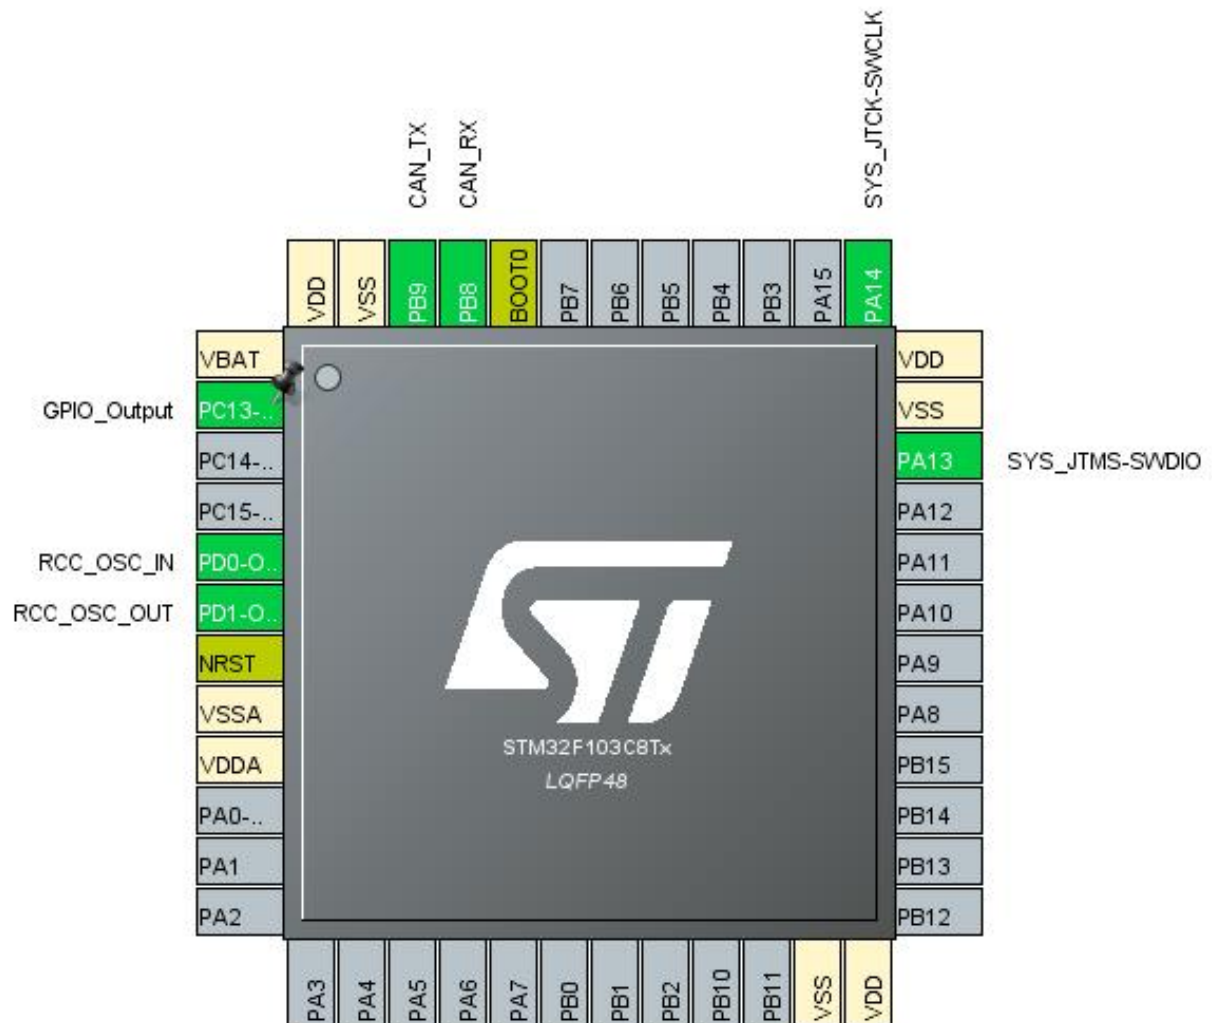 SYS_JTCK-SWCLK
CAN_TX
CAN_RX
VDD
VSS
PB9
PB8
BOOT0
PB7
PB6
PB5
PB4
PB3
PA15
PA14
VBAT
VDD
GPIO_Output
PC13-..
VSS
PC14-..
PA13
SYS_JTMS-SWDIO
PC15-..
PA12
RCC_OSC_IN
PD0-O..
PA11
RCC_OSC_OUT
PD1-O..
PA10
NRST
PA9
VSSA
PA8
STM32F103C8Tx
VDDA
PB15
LQFP48
PA0-..
PB14
PA1
PB13
PA2
PB12
PA3
PA4
PA5
PA6
PA7
PB0
PB1
PB2
PB10
PB11
VSS
VDD